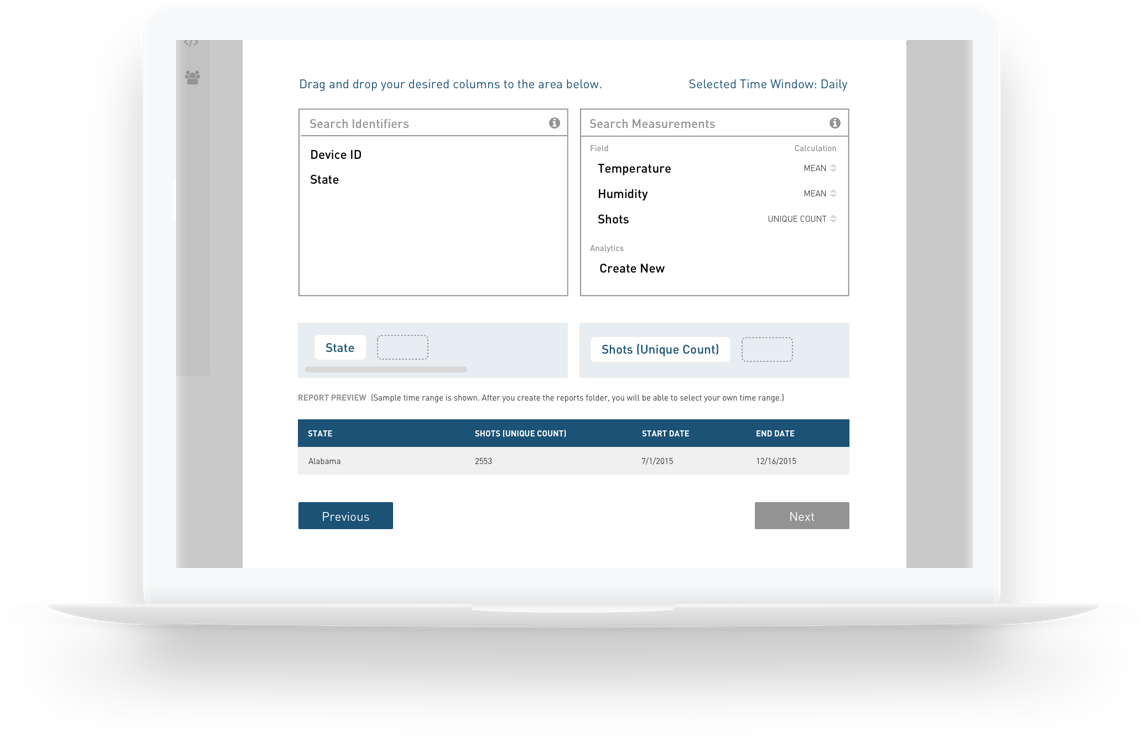 Drag and drop your desired columns to the area below.
Selected Time Window: Daily
Search Identifiers
Device ID
State
Search Measurements
Field Calculation
Temperature MEAN
Humidity MEAN
Shots UNIQUE COUNT
Analytics
Create New
State
Shots (Unique Count)
REPORT PREVIEW (Sample time range is shown. After you create the reports folder, you will be able to select your own time range.)
STATE SHOTS (UNIQUE COUNT) START DATE END DATE
Alabama 2553 7/1/2015 12/16/2015
Previous
Next